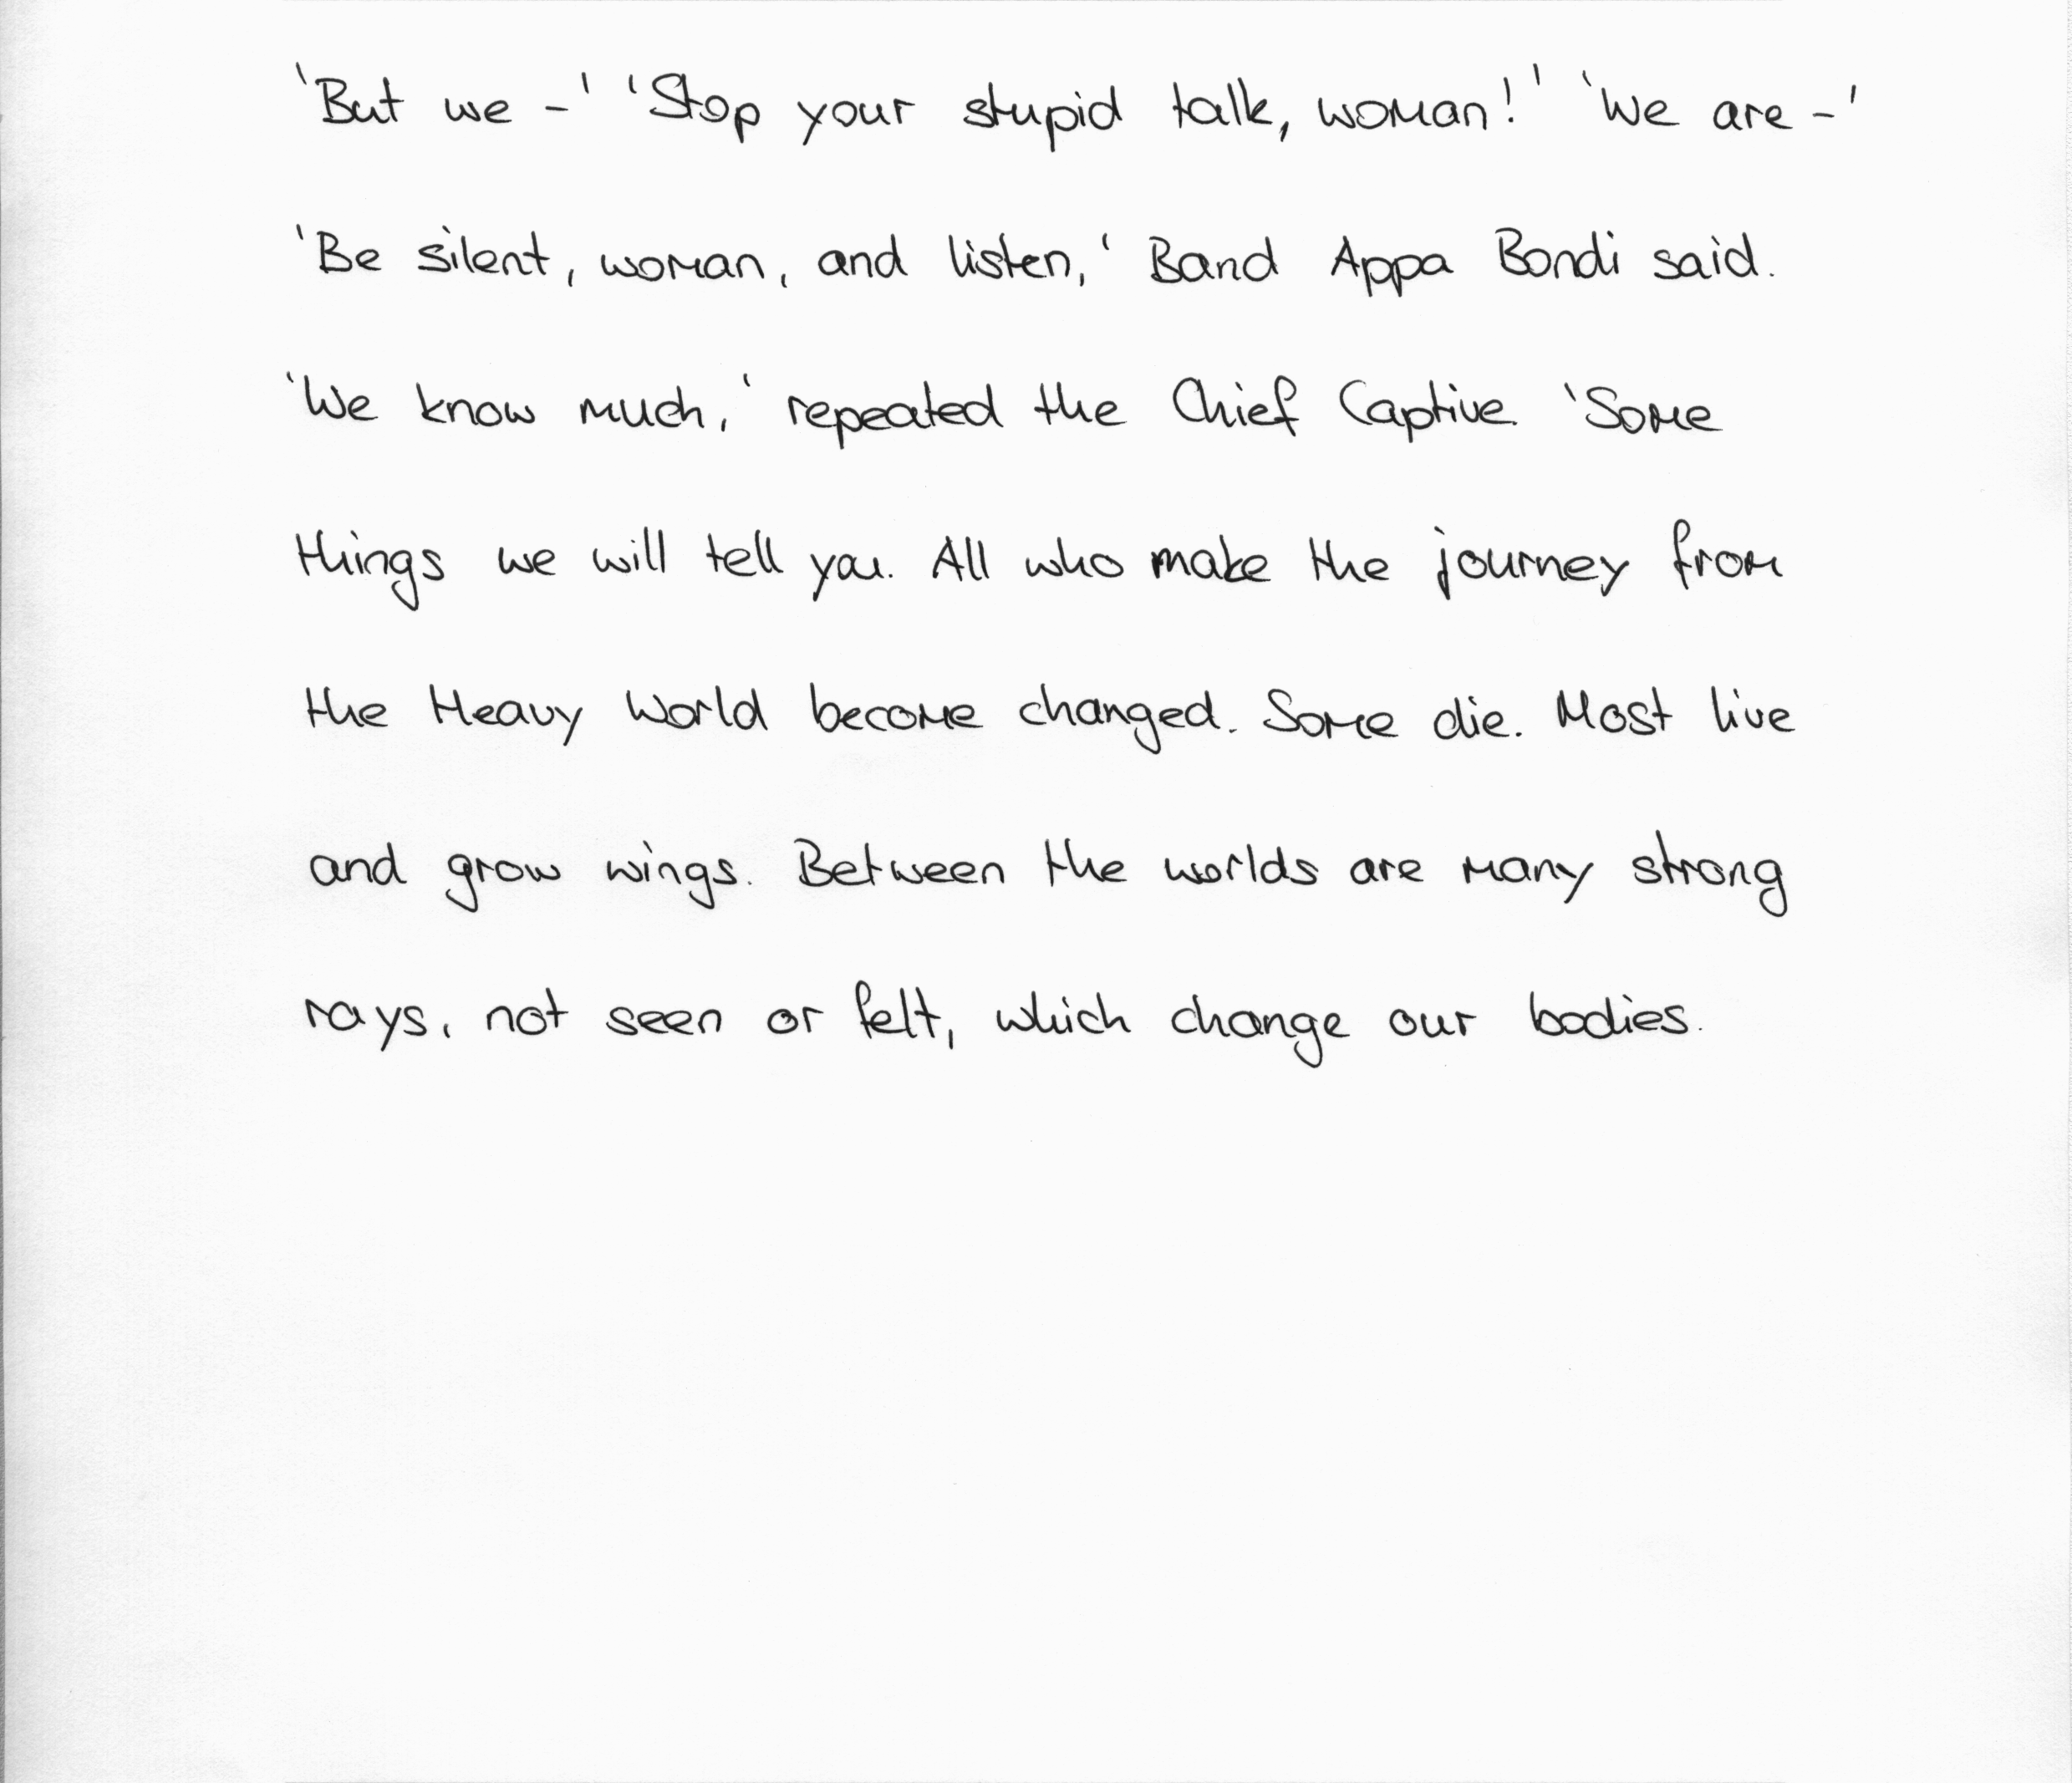 'But we -' 'Stop your stupid talk, woman!' 'We are -'
'Be silent, woman, and listen,' Band Appa Bondi said.
'We know much,' repeated the Chief Captive. 'Some
things we will tell you. All who make the journey from
the Heavy World become changed. Some die. Most live
and grow wings. Between the worlds are many strong
rays, not seen or felt, which change our bodies.